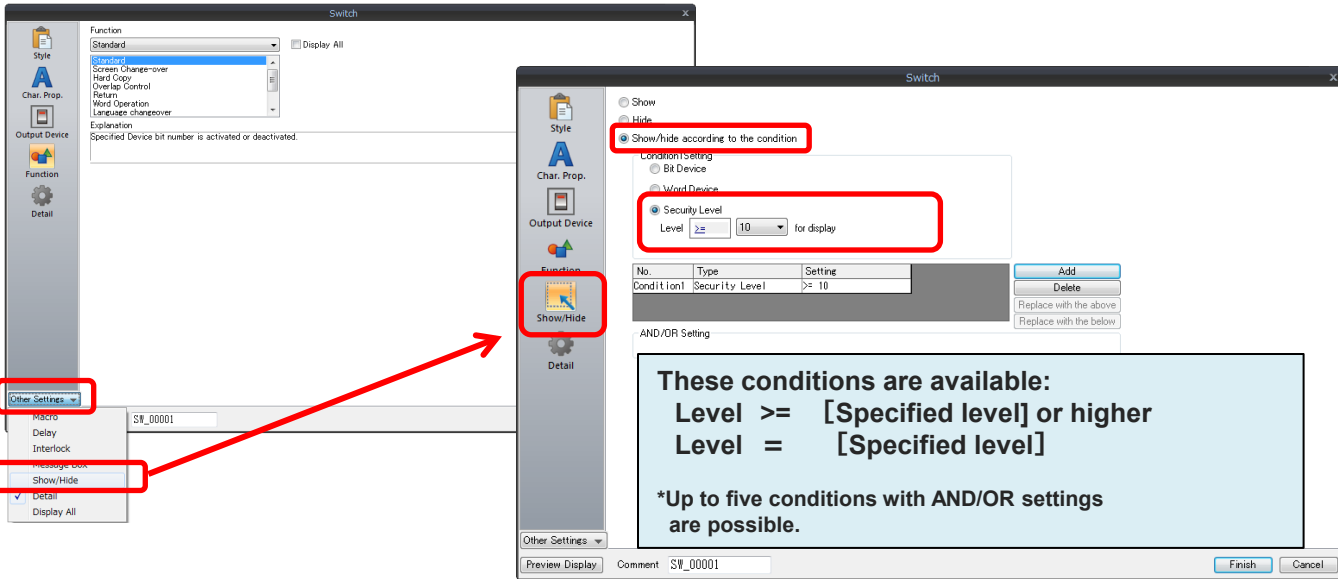 Switch
x
Style
Char. Prop.
Output Device
Function
Detail
Function
Standard
Display All
Standard
Screen Change-over
Hard Copy
Overlap Control
Return
Word Operation
Language changeover
Explanation
Specified Device bit number is activated or deactivated.
Other Settings
SW_00001
Macro
Delay
Interlock
Message Box
Show/Hide
Detail
Display All
Switch
x
Style
Char. Prop.
Output Device
Function
Show/Hide
Detail
Show
Hide
Show/hide according to the condition
Condition1Setting
Bit Device
Word Device
Security Level
Level >= 10 for display
No. Type Setting
Condition1 Security Level >= 10
Add
Delete
Replace with the above
Replace with the below
AND/OR Setting
These conditions are available:
Level >= [Specified level] or higher
Level = [Specified level]
*Up to five conditions with AND/OR settings
are possible.
Other Settings
Preview Display Comment SW_00001 Finish Cancel